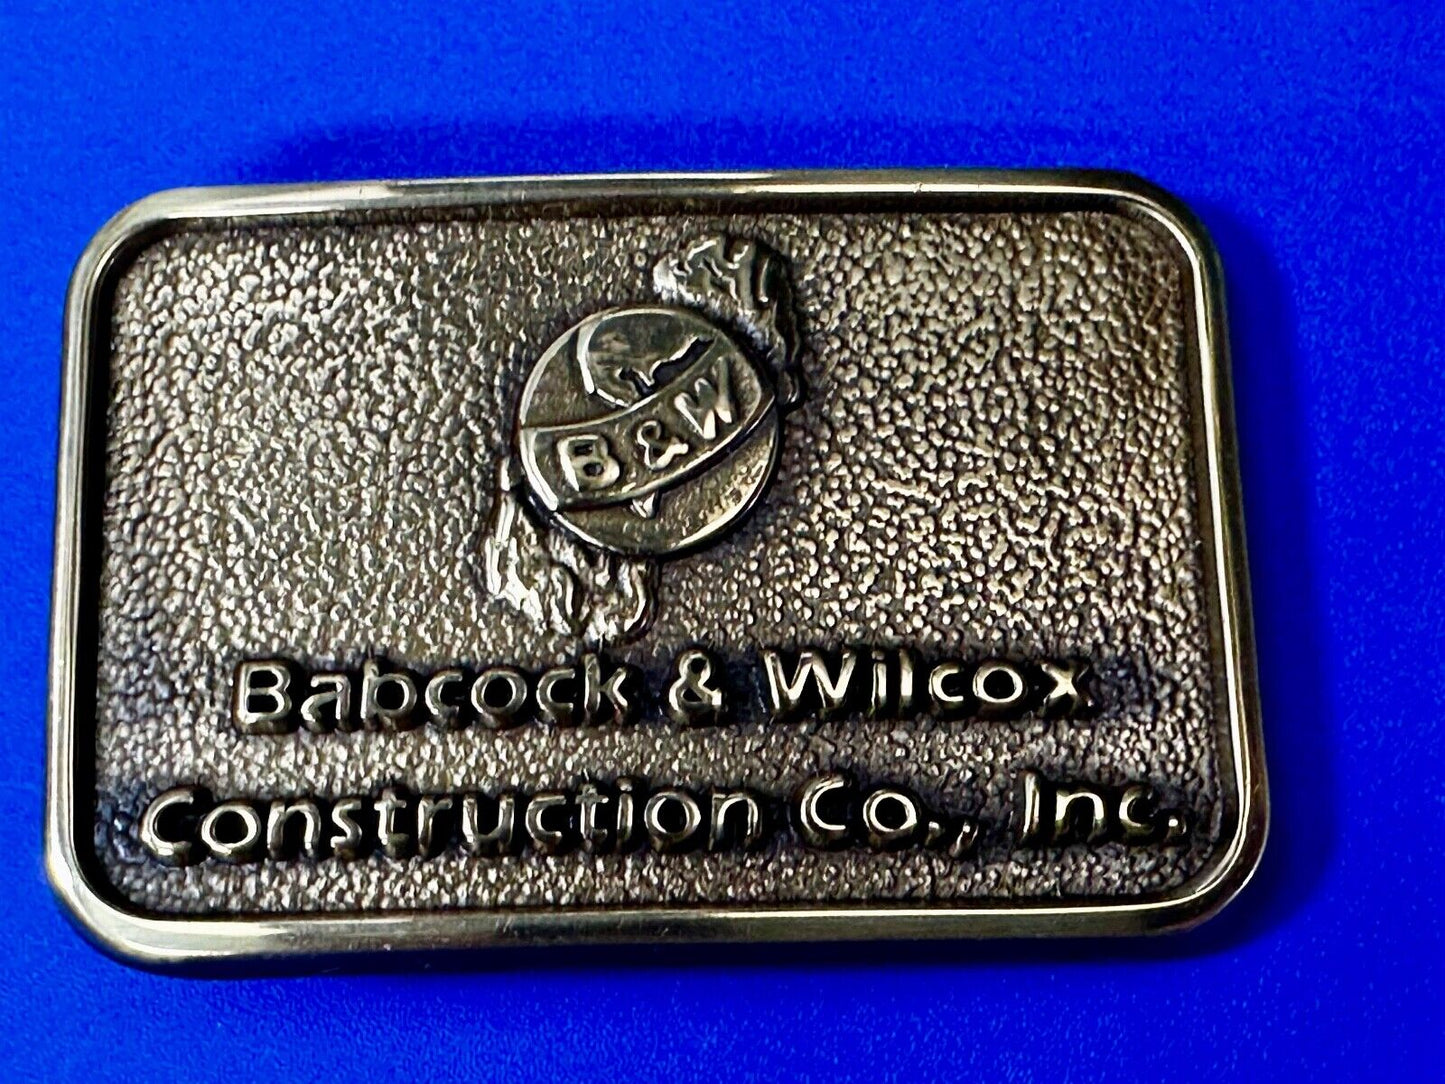 B & W
Babcock & Wilcox
Construction Co., Inc.